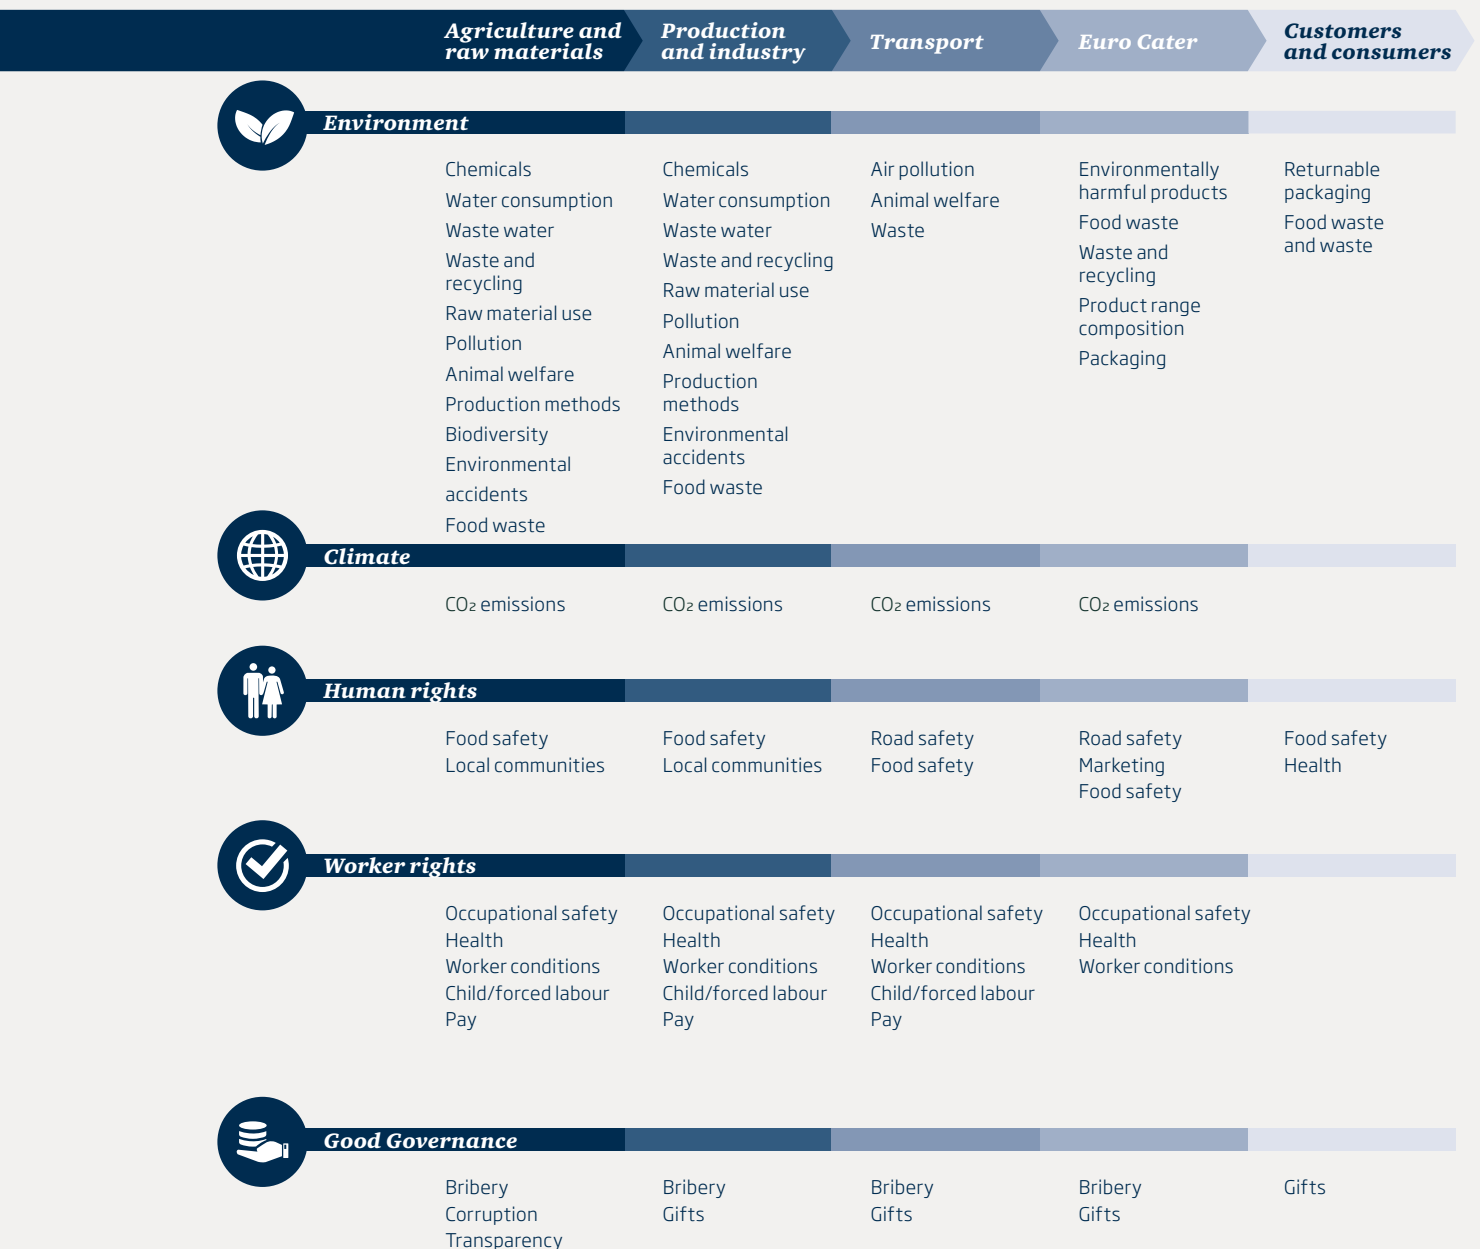 Agriculture and
raw materials
Production
and industry
Transport
Euro Cater
Customers
and consumers
Environment
Chemicals
Water consumption
Waste water
Waste and
recycling
Raw material use
Pollution
Animal welfare
Production methods
Biodiversity
Environmental
accidents
Food waste
Chemicals
Water consumption
Waste water
Waste and recycling
Raw material use
Pollution
Animal welfare
Production
methods
Environmental
accidents
Food waste
Air pollution
Animal welfare
Waste
Environmentally
harmful products
Food waste
Waste and
recycling
Product range
composition
Packaging
Returnable
packaging
Food waste
and waste
Climate
CO₂ emissions
CO₂ emissions
CO₂ emissions
CO₂ emissions
Human rights
Food safety
Local communities
Food safety
Local communities
Road safety
Food safety
Road safety
Marketing
Food safety
Food safety
Health
Worker rights
Occupational safety
Health
Worker conditions
Child/forced labour
Pay
Occupational safety
Health
Worker conditions
Child/forced labour
Pay
Occupational safety
Health
Worker conditions
Child/forced labour
Pay
Occupational safety
Health
Worker conditions
Good Governance
Bribery
Corruption
Transparency
Bribery
Gifts
Bribery
Gifts
Bribery
Gifts
Gifts